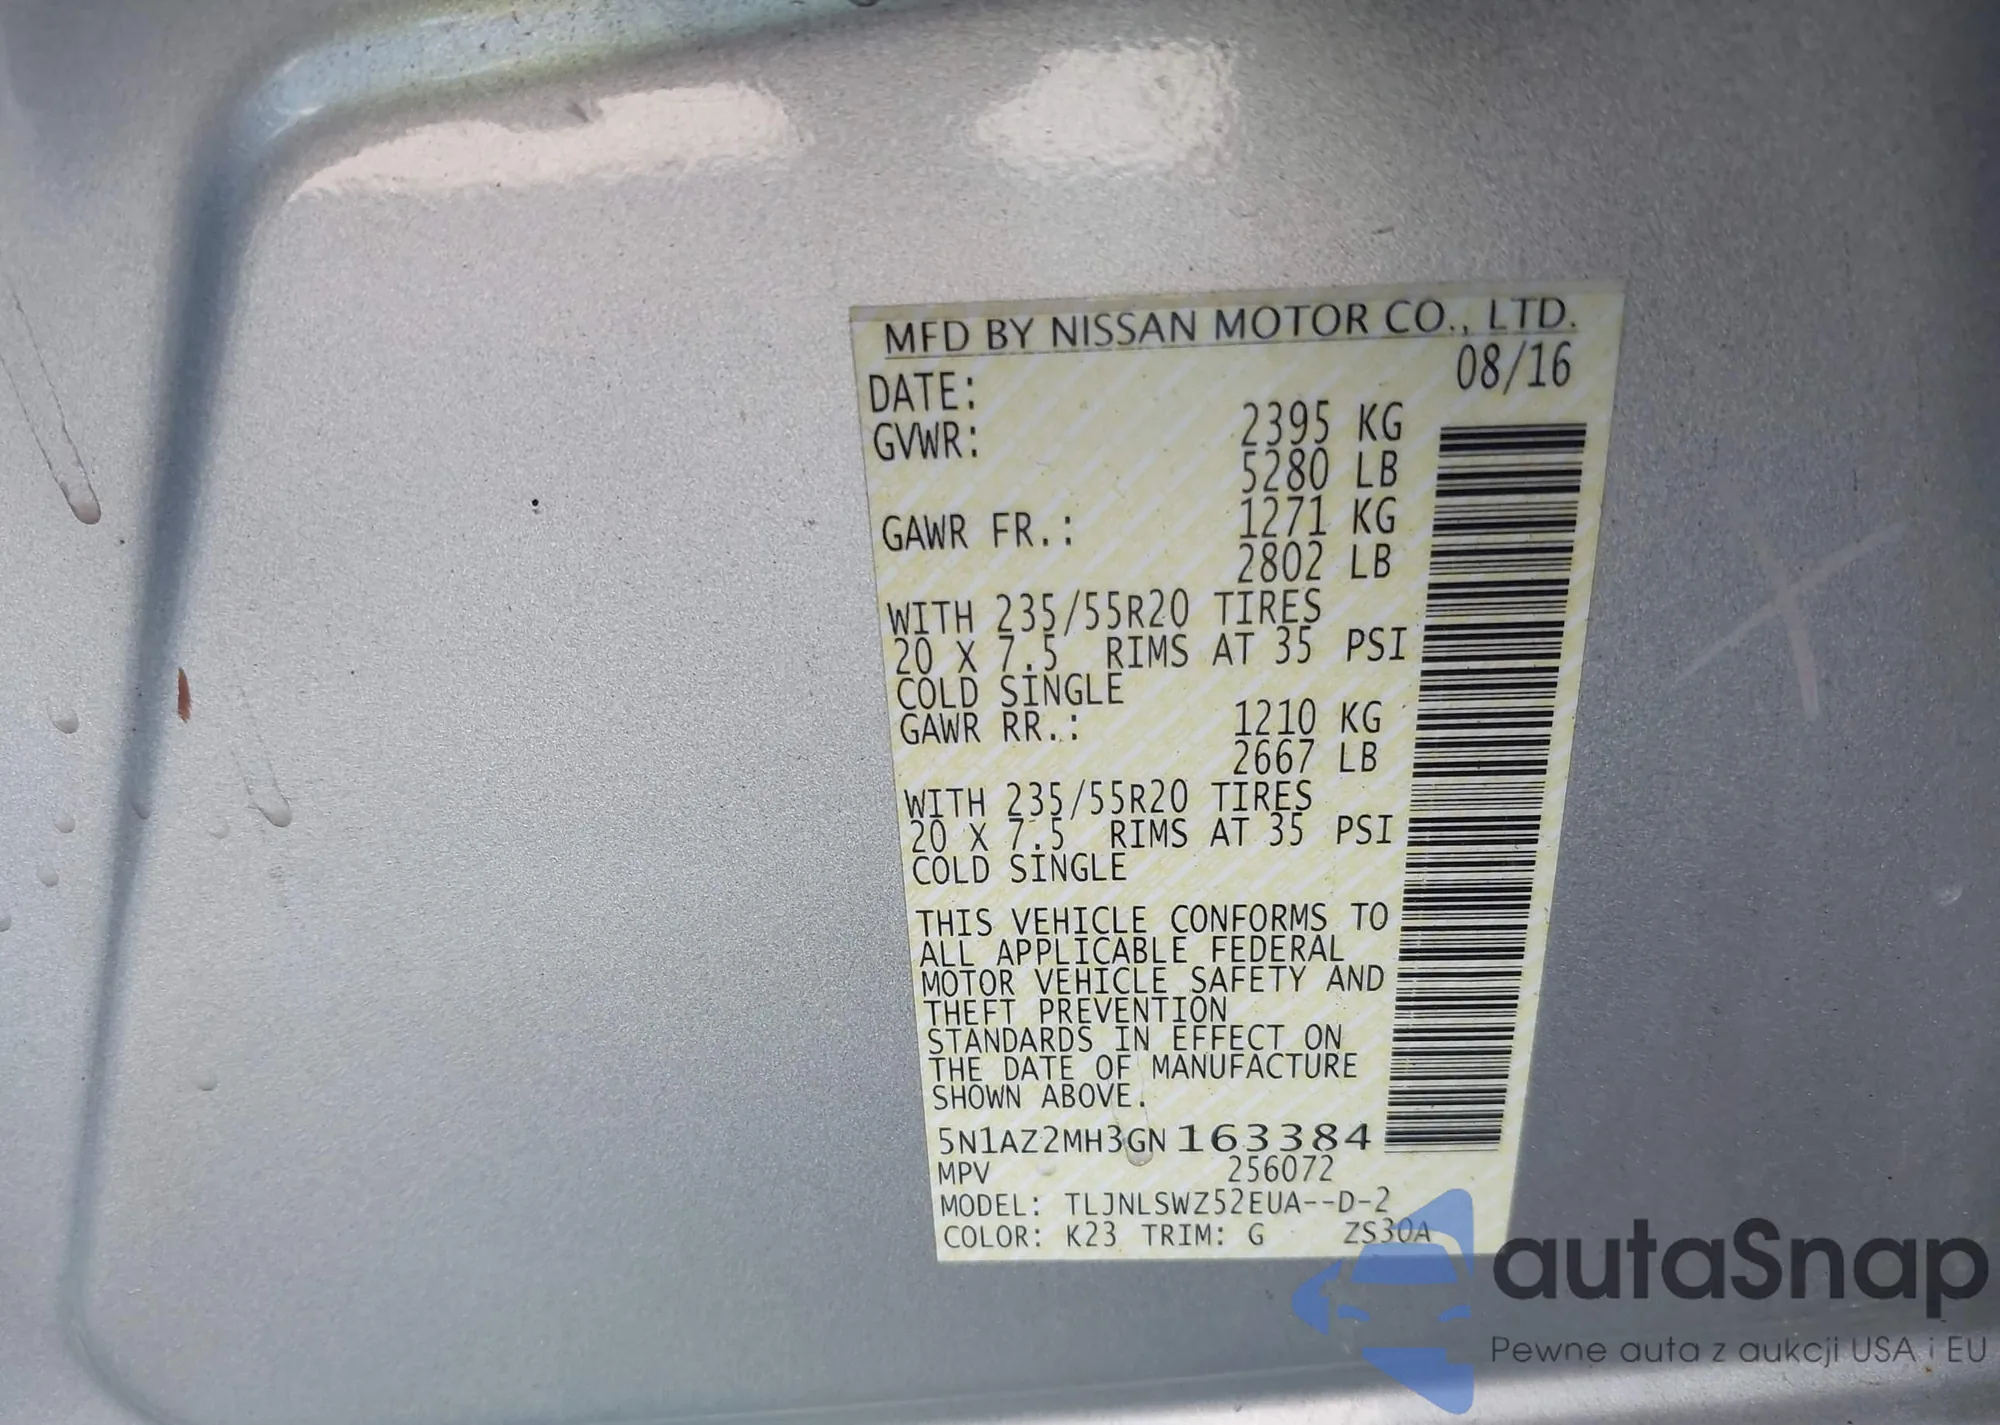 MFD BY NISSAN MOTOR CO., LTD.
DATE: 08/16
GVWR: 2395 KG
5280 LB
GAWR FR.: 1271 KG
2802 LB
WITH 235/55R20 TIRES
20 X 7.5 RIMS AT 35 PSI
COLD SINGLE
GAWR RR.: 1210 KG
2667 LB
WITH 235/55R20 TIRES
20 X 7.5 RIMS AT 35 PSI
COLD SINGLE
THIS VEHICLE CONFORMS TO
ALL APPLICABLE FEDERAL
MOTOR VEHICLE SAFETY AND
THEFT PREVENTION
STANDARDS IN EFFECT ON
THE DATE OF MANUFACTURE
SHOWN ABOVE.
5N1AZ2MH3GN163384
MPV 256072
MODEL: TLJNLSWZ52EUA--D-2
COLOR: K23 TRIM: G ZS30A
autaSnap
Pewne auta z aukcji USA i EU